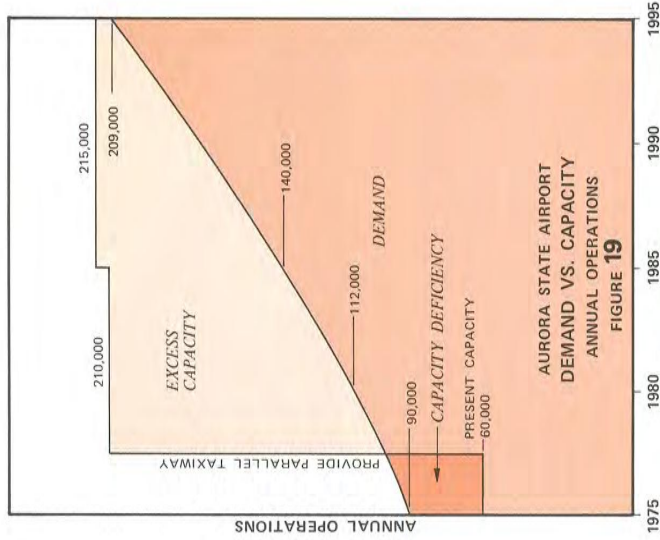 215,000
210,000
209,000
EXCESS
CAPACITY
140,000
PROVIDE PARALLEL TAXIWAY
112,000
DEMAND
90,000
CAPACITY DEFICIENCY
PRESENT CAPACITY
60,000
ANNUAL OPERATIONS
AURORA STATE AIRPORT
DEMAND VS. CAPACITY
ANNUAL OPERATIONS
FIGURE 19
1975
1980
1985
1990
1995